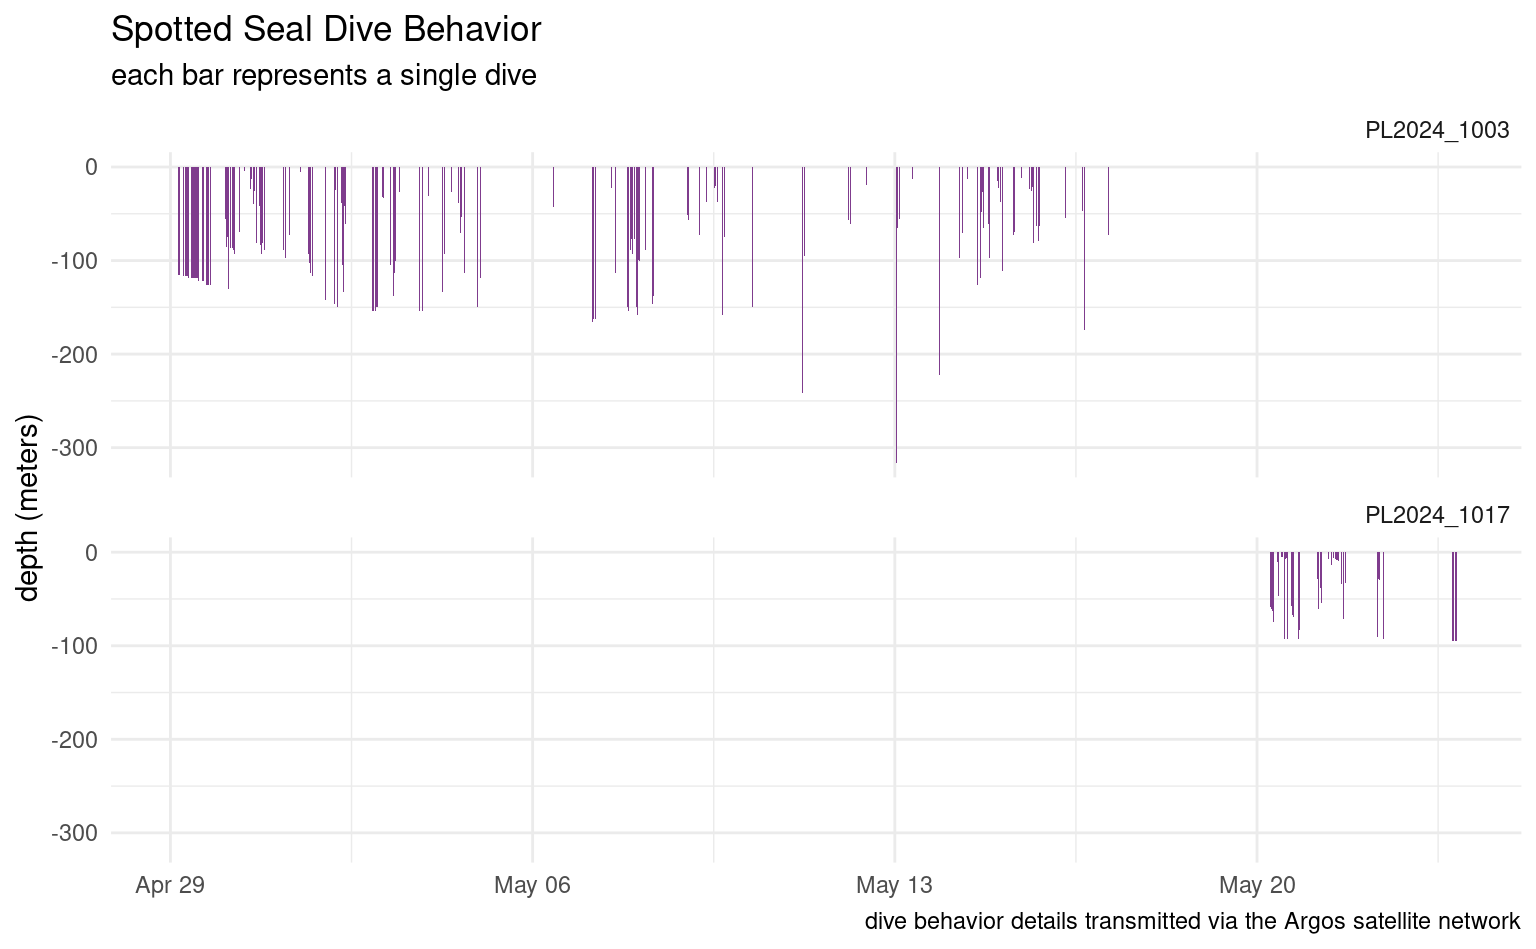 Spotted Seal Dive Behavior
each bar represents a single dive
PL2024_1003
0
-100
-200
-300
depth (meters)
PL2024_1017
0
-100
-200
-300
Apr 29
May 06
May 13
May 20
dive behavior details transmitted via the Argos satellite network